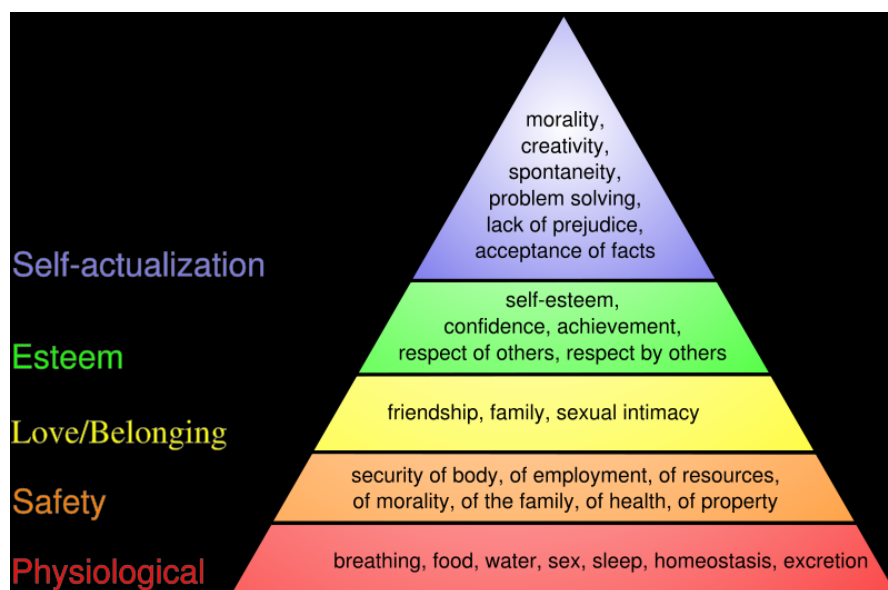 morality,
creativity,
spontaneity,
problem solving,
lack of prejudice,
acceptance of facts
Self-actualization
self-esteem,
confidence, achievement,
respect of others, respect by others
Esteem
friendship, family, sexual intimacy
Love/Belonging
security of body, of employment, of resources,
of morality, of the family, of health, of property
Safety
breathing, food, water, sex, sleep, homeostasis, excretion
Physiological